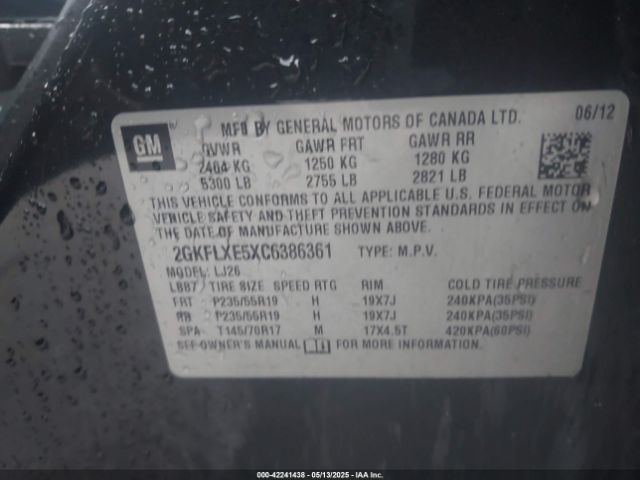 GM
MFD BY GENERAL MOTORS OF CANADA LTD. 06/12
GVWR GAWR FRT GAWR RR
2404 KG 1250 KG 1280 KG
5300 LB 2755 LB 2821 LB
THIS VEHICLE CONFORMS TO ALL APPLICABLE U.S. FEDERAL MOTOR
VEHICLE SAFETY AND THEFT PREVENTION STANDARDS IN EFFECT ON
THE DATE OF MANUFACTURE SHOWN ABOVE.
2GKFLXE5XC6386361 TYPE: M.P.V.
MODEL: LJ26
L887 TIRE SIZE SPEED RTG RIM COLD TIRE PRESSURE
FRT P235/55R19 H 19X7J 240KPA(35PSI)
RR P235/55R19 H 19X7J 240KPA(35PSI)
SPA T145/70R17 M 17X4.5T 420KPA(60PSI)
SEE OWNER'S MANUAL FOR MORE INFORMATION.
000-42241438 - 05/13/2025 - IAA Inc.